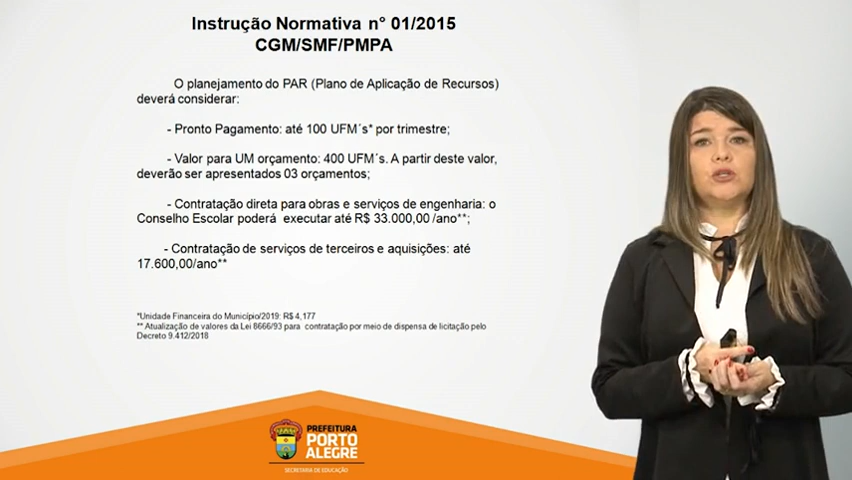 Instrução Normativa n° 01/2015
CGM/SMF/PMPA
O planejamento do PAR (Plano de Aplicação de Recursos)
deverá considerar:
- Pronto Pagamento: até 100 UFM´s* por trimestre;
- Valor para UM orçamento: 400 UFM´s. A partir deste valor,
deverão ser apresentados 03 orçamentos;
- Contratação direta para obras e serviços de engenharia: o
Conselho Escolar poderá executar até R$ 33.000,00 /ano**;
- Contratação de serviços de terceiros e aquisições: até
17.600,00/ano**
*Unidade Financeira do Município/2019: R$ 4,177
** Atualização de valores da Lei 8666/93 para contratação por meio de dispensa de licitação pelo
Decreto 9.412/2018
PREFEITURA
PORTO
ALEGRE
SECRETARIA DE EDUCAÇÃO